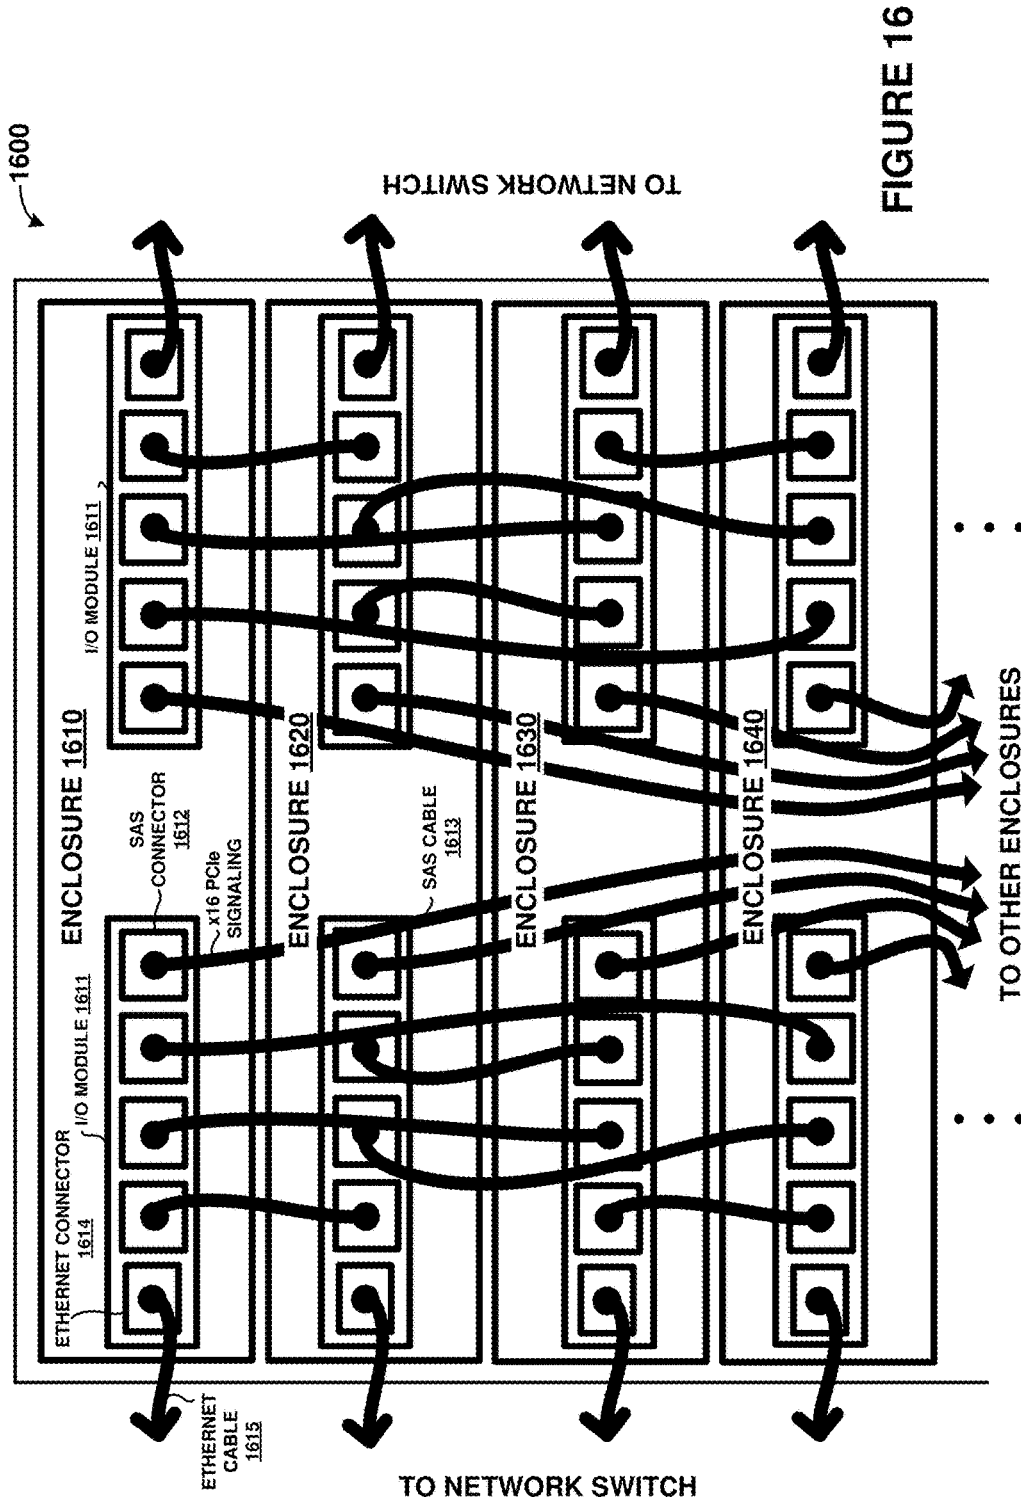 1600
TO NETWORK SWITCH
FIGURE 16
ENCLOSURE 1610
I/O MODULE 1611
SAS
CONNECTOR
1612
x16 PCIe
SIGNALING
I/O MODULE 1611
ETHERNET CONNECTOR
1614
ETHERNET
CABLE
1615
ENCLOSURE 1620
SAS CABLE
1613
ENCLOSURE 1630
ENCLOSURE 1640
TO OTHER ENCLOSURES
TO NETWORK SWITCH